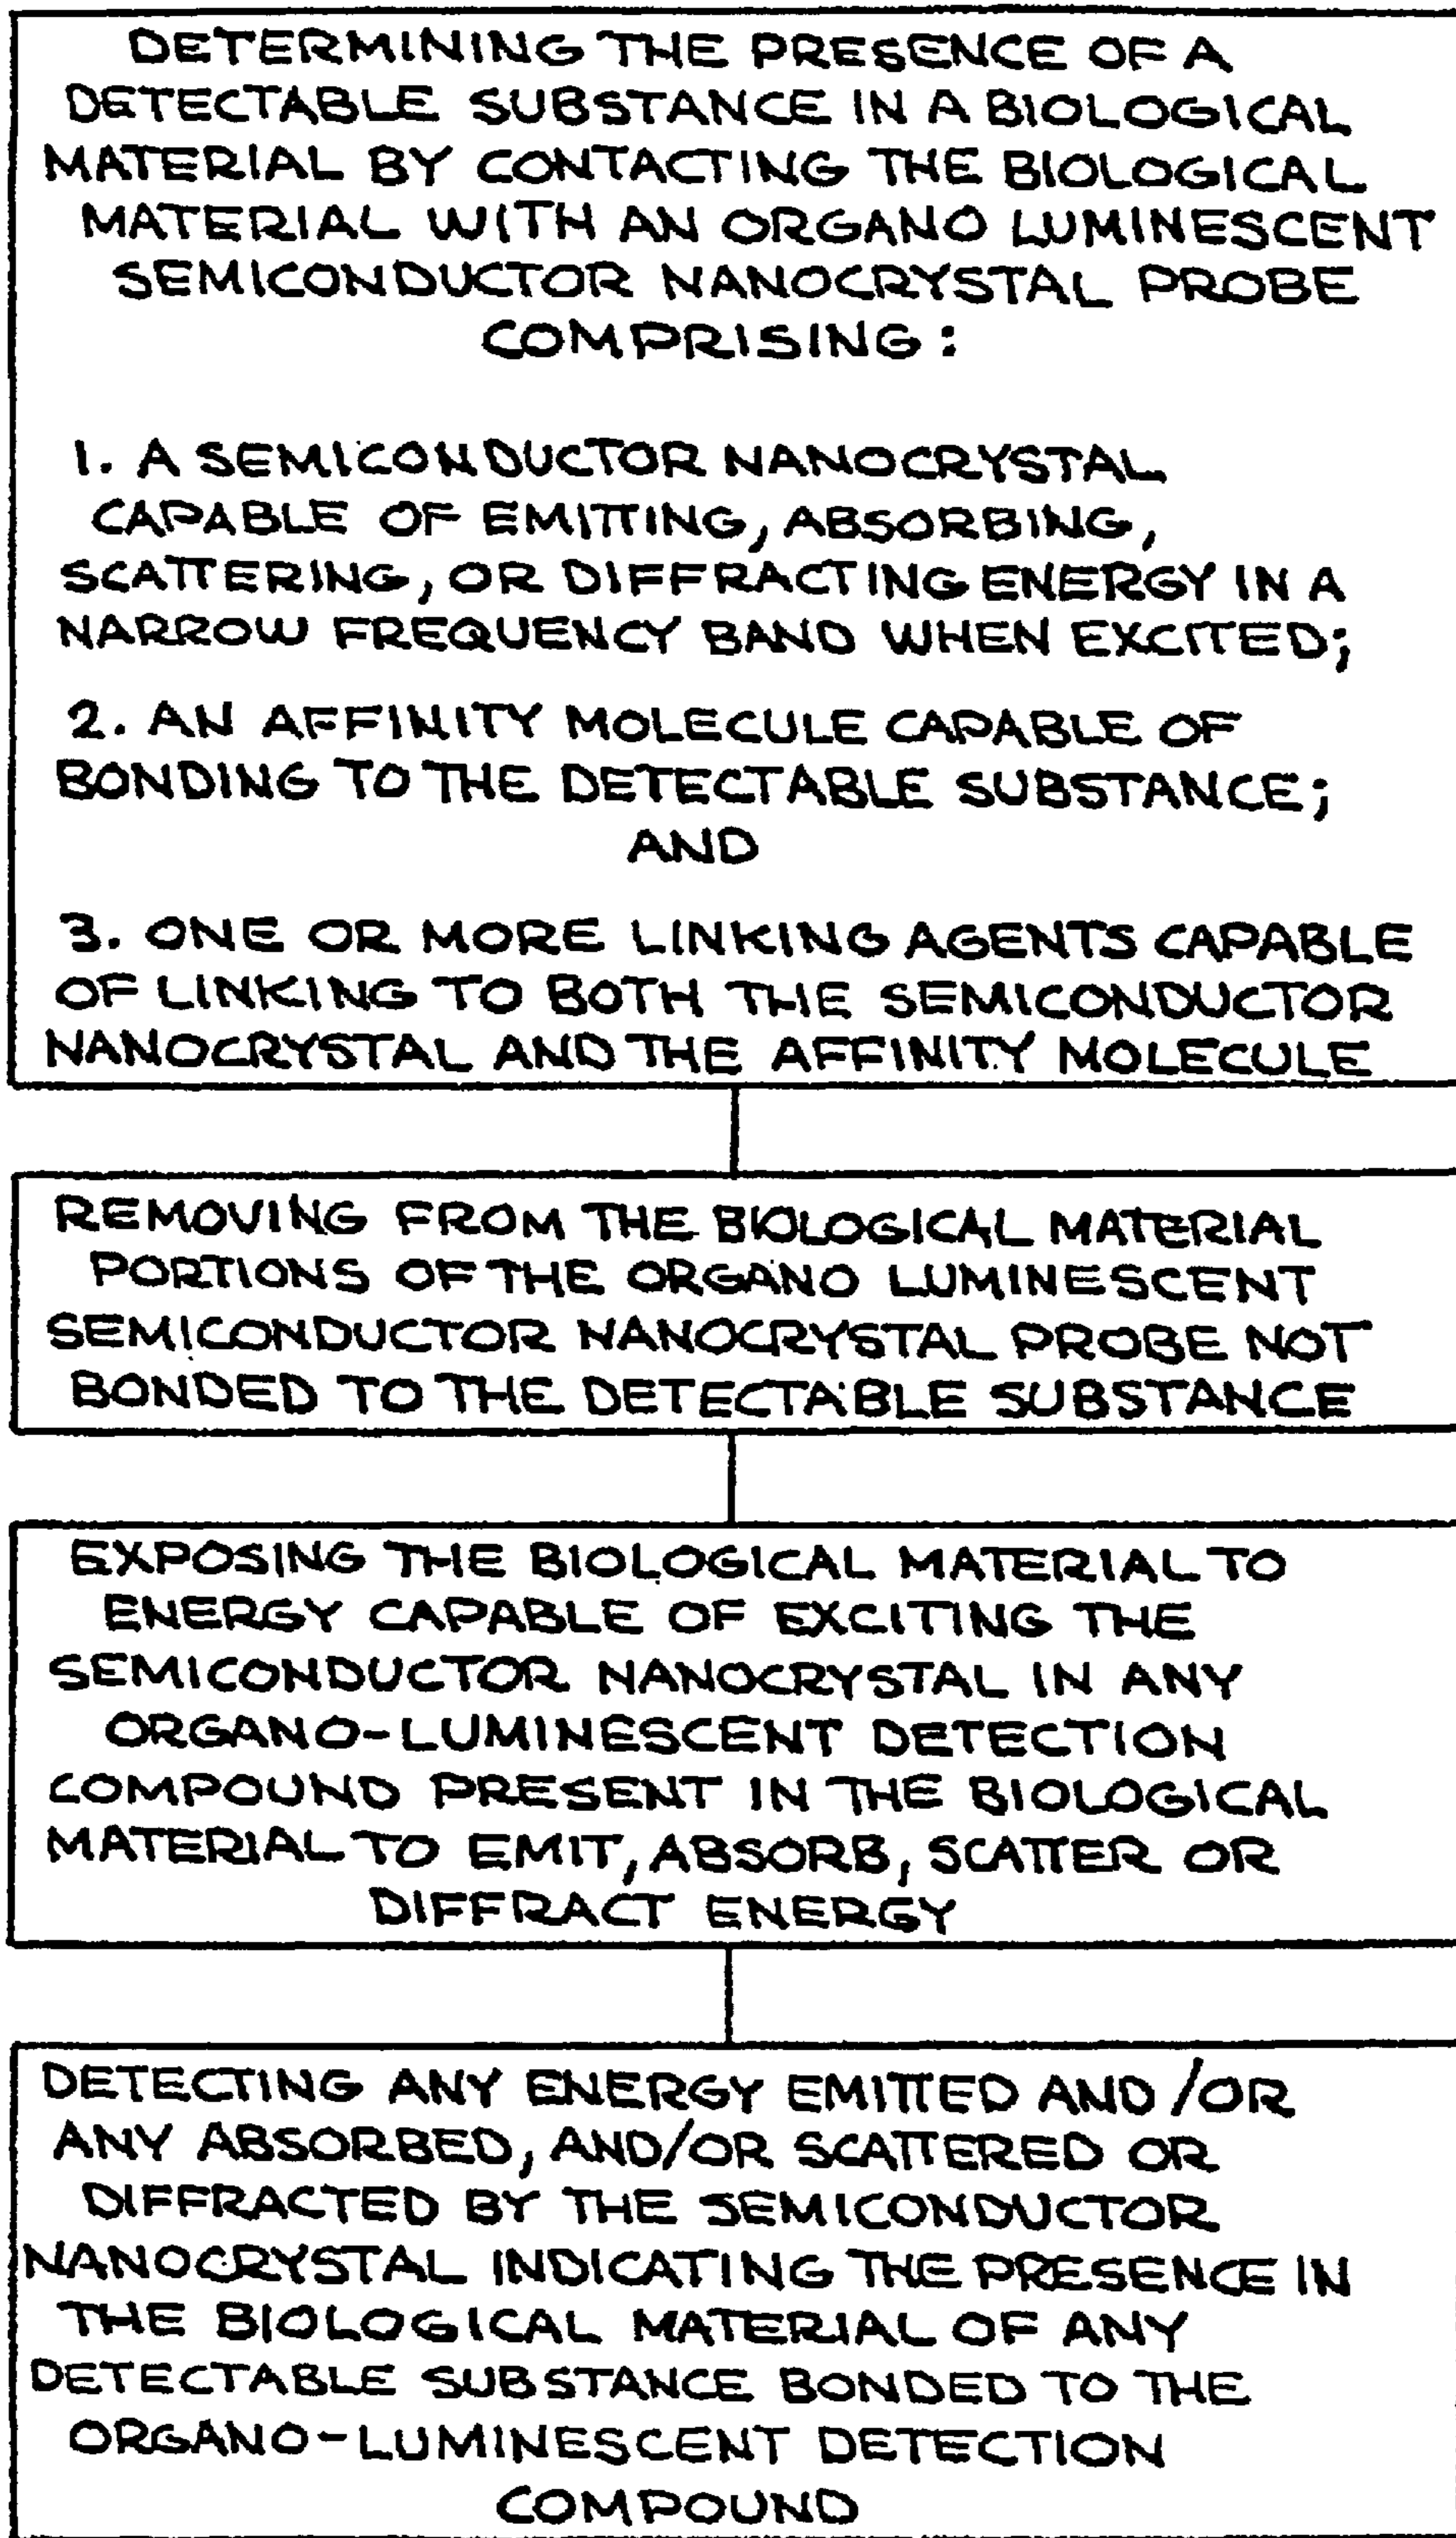 DETERMINING THE PRESENCE OF A
DETECTABLE SUBSTANCE IN A BIOLOGICAL
MATERIAL BY CONTACTING THE BIOLOGICAL
MATERIAL WITH AN ORGANO LUMINESCENT
SEMICONDUCTOR NANOCRYSTAL PROBE
COMPRISING:
1. A SEMICONDUCTOR NANOCRYSTAL
CAPABLE OF EMITTING, ABSORBING,
SCATTERING, OR DIFFRACTING ENERGY IN A
NARROW FREQUENCY BAND WHEN EXCITED;
2. AN AFFINITY MOLECULE CAPABLE OF
BONDING TO THE DETECTABLE SUBSTANCE;
AND
3. ONE OR MORE LINKING AGENTS CAPABLE
OF LINKING TO BOTH THE SEMICONDUCTOR
NANOCRYSTAL AND THE AFFINITY MOLECULE
REMOVING FROM THE BIOLOGICAL MATERIAL
PORTIONS OF THE ORGANO LUMINESCENT
SEMICONDUCTOR NANOCRYSTAL PROBE NOT
BONDED TO THE DETECTABLE SUBSTANCE
EXPOSING THE BIOLOGICAL MATERIAL TO
ENERGY CAPABLE OF EXCITING THE
SEMICONDUCTOR NANOCRYSTAL IN ANY
ORGANO-LUMINESCENT DETECTION
COMPOUND PRESENT IN THE BIOLOGICAL
MATERIAL TO EMIT, ABSORB, SCATTER OR
DIFFRACT ENERGY
DETECTING ANY ENERGY EMITTED AND/OR
ANY ABSORBED, AND/OR SCATTERED OR
DIFFRACTED BY THE SEMICONDUCTOR
NANOCRYSTAL INDICATING THE PRESENCE IN
THE BIOLOGICAL MATERIAL OF ANY
DETECTABLE SUBSTANCE BONDED TO THE
ORGANO-LUMINESCENT DETECTION
COMPOUND